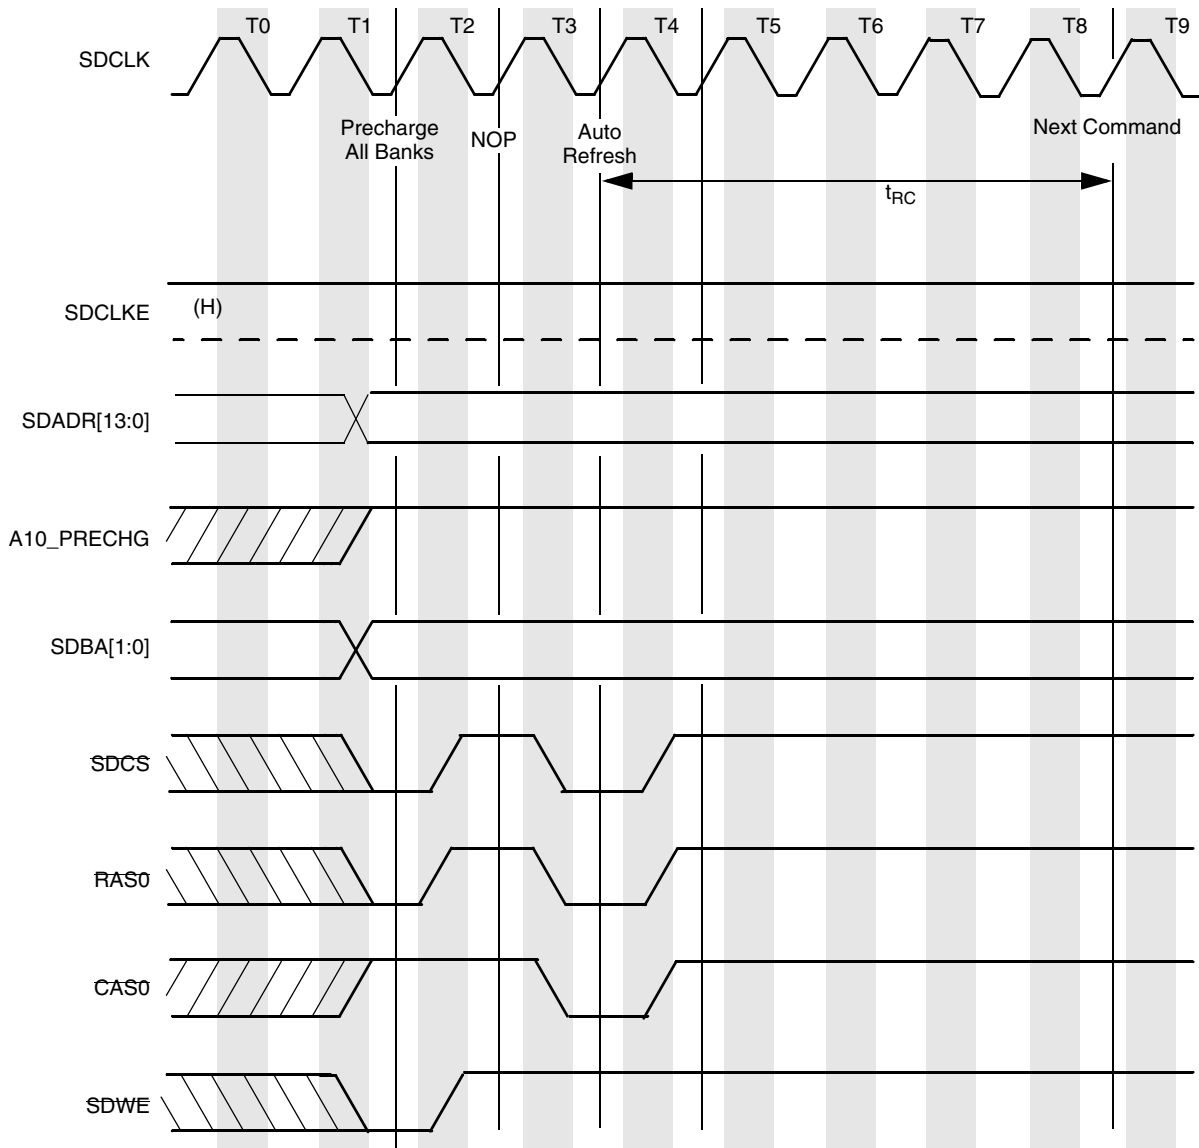 T0 T1 T2 T3 T4 T5 T6 T7 T8 T9
SDCLK
Precharge
All Banks
NOP
Auto
Refresh
Next Command
tRC
SDCLKE
(H)
SDADR[13:0]
A10_PRECHG
SDBA[1:0]
SDCS
RAS0
CAS0
SDWE